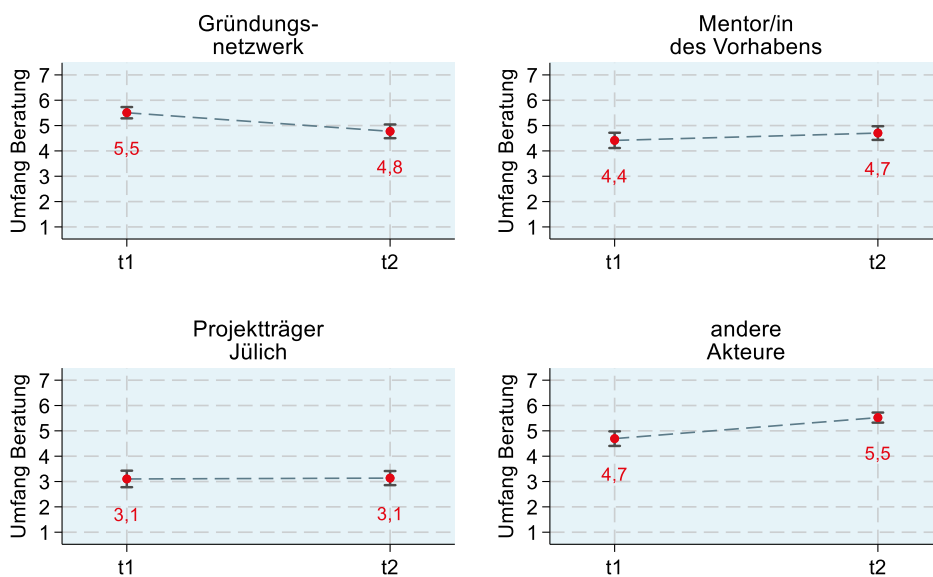 Gründungs-
netzwerk
Umfang Beratung
7
6
5
4
3
2
1
5,5
4,8
t1
t2
Mentor/in
des Vorhabens
Umfang Beratung
7
6
5
4
3
2
1
4,4
4,7
t1
t2
Projektträger
Jülich
Umfang Beratung
7
6
5
4
3
2
1
3,1
3,1
t1
t2
andere
Akteure
Umfang Beratung
7
6
5
4
3
2
1
4,7
5,5
t1
t2